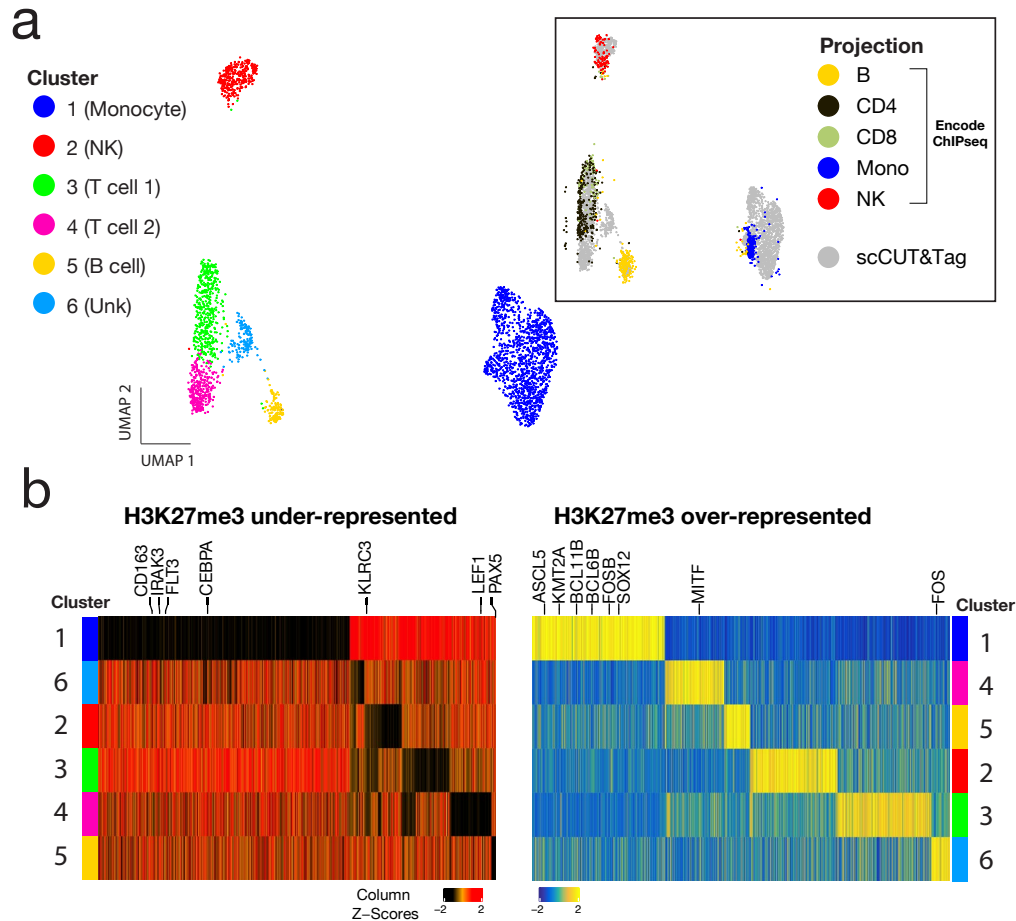 a
Cluster
1 (Monocyte)
2 (NK)
3 (T cell 1)
4 (T cell 2)
5 (B cell)
6 (Unk)
UMAP 2
UMAP 1
Projection
B
CD4
CD8
Mono
NK
Encode
ChIPseq
scCUT&Tag
b
H3K27me3 under-represented
CD163
IRAK3
FLT3
CEBPA
KLRC3
LEF1
PAX5
Cluster
1
6
2
3
4
5
Column
Z-Scores
-2
2
H3K27me3 over-represented
ASCL5
KMT2A
BCL11B
BCL6B
FOSB
SOX12
MITF
FOS
Cluster
1
4
5
2
3
6
-2
2